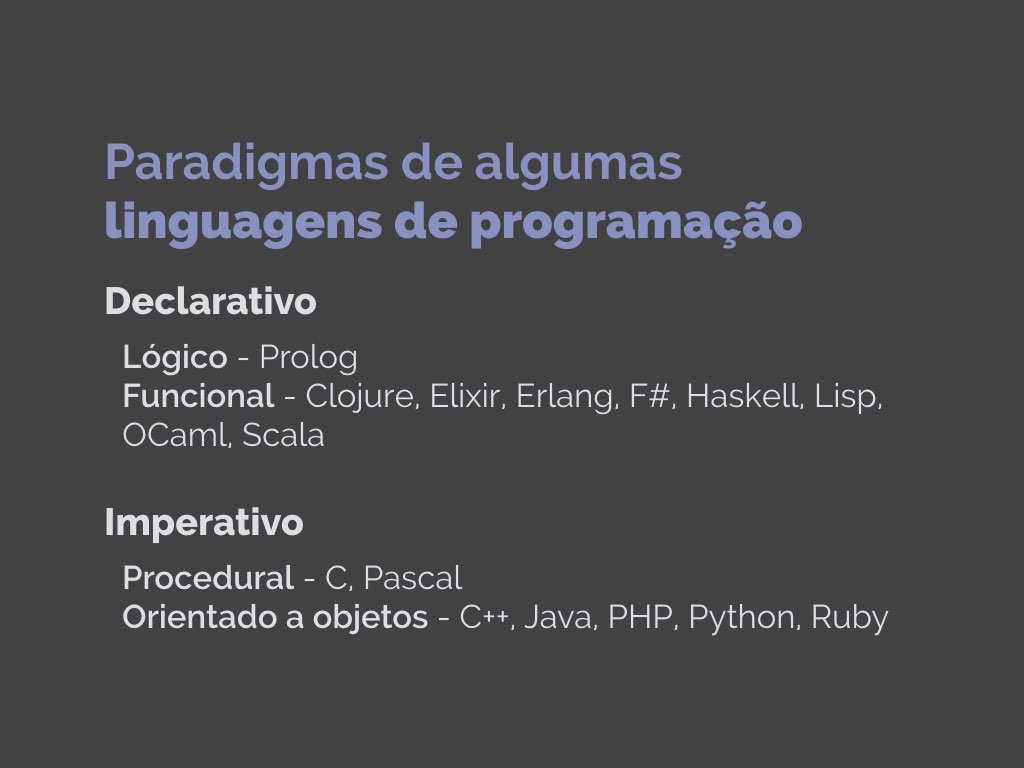 Paradigmas de algumas
linguagens de programação
Declarativo
Lógico - Prolog
Funcional - Clojure, Elixir, Erlang, F#, Haskell, Lisp,
OCaml, Scala
Imperativo
Procedural - C, Pascal
Orientado a objetos - C++, Java, PHP, Python, Ruby